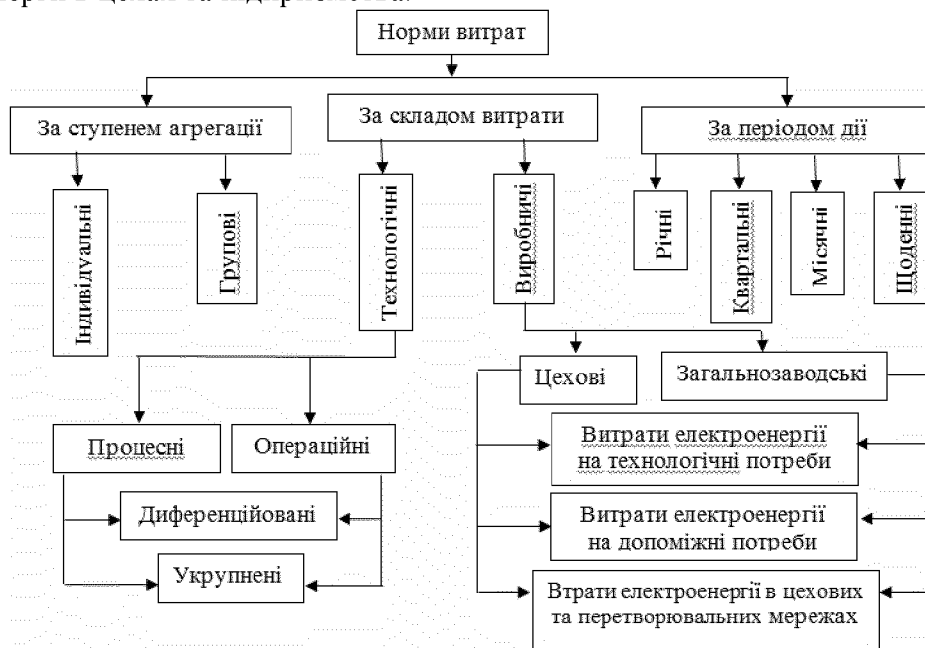 Норми витрат
За ступенем агрегації
За складом витрати
За періодом дії
Індивідуальні
Групові
Технологічні
Виробничі
Річні
Квартальні
Місячні
Щоденні
Цехові
Загальнозаводські
Процесні
Операційні
Витрати електроенергії
на технологічні потреби
Диференційовані
Витрати електроенергії
на допоміжні потреби
Укрупнені
Втрати електроенергії в цехових
та перетворювальних мережах